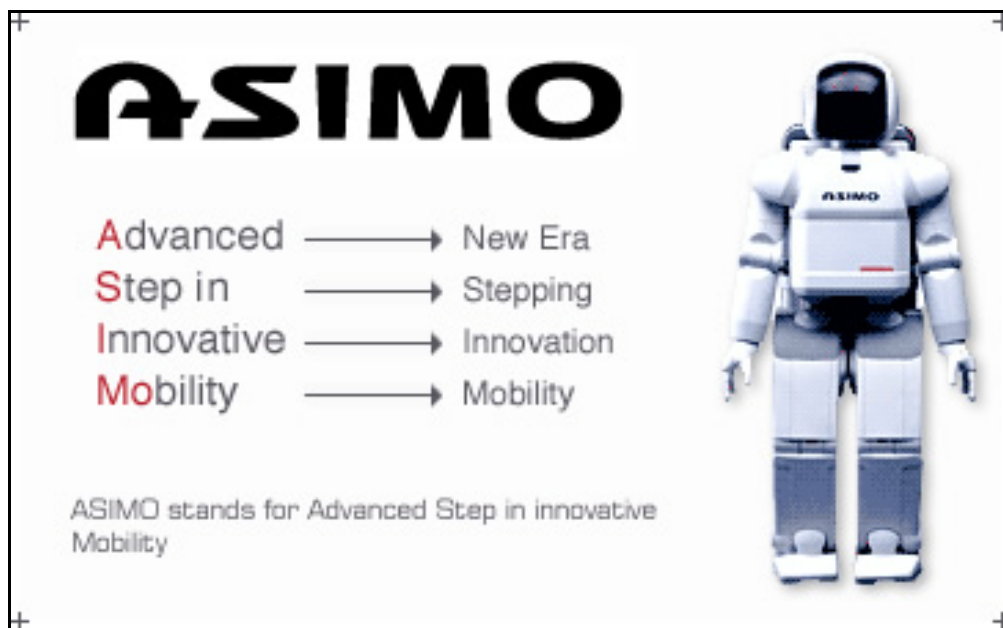 ASIMO
Advanced → New Era
Step in → Stepping
Innovative → Innovation
Mobility → Mobility
ASIMO stands for Advanced Step in innovative
Mobility
ASIMO